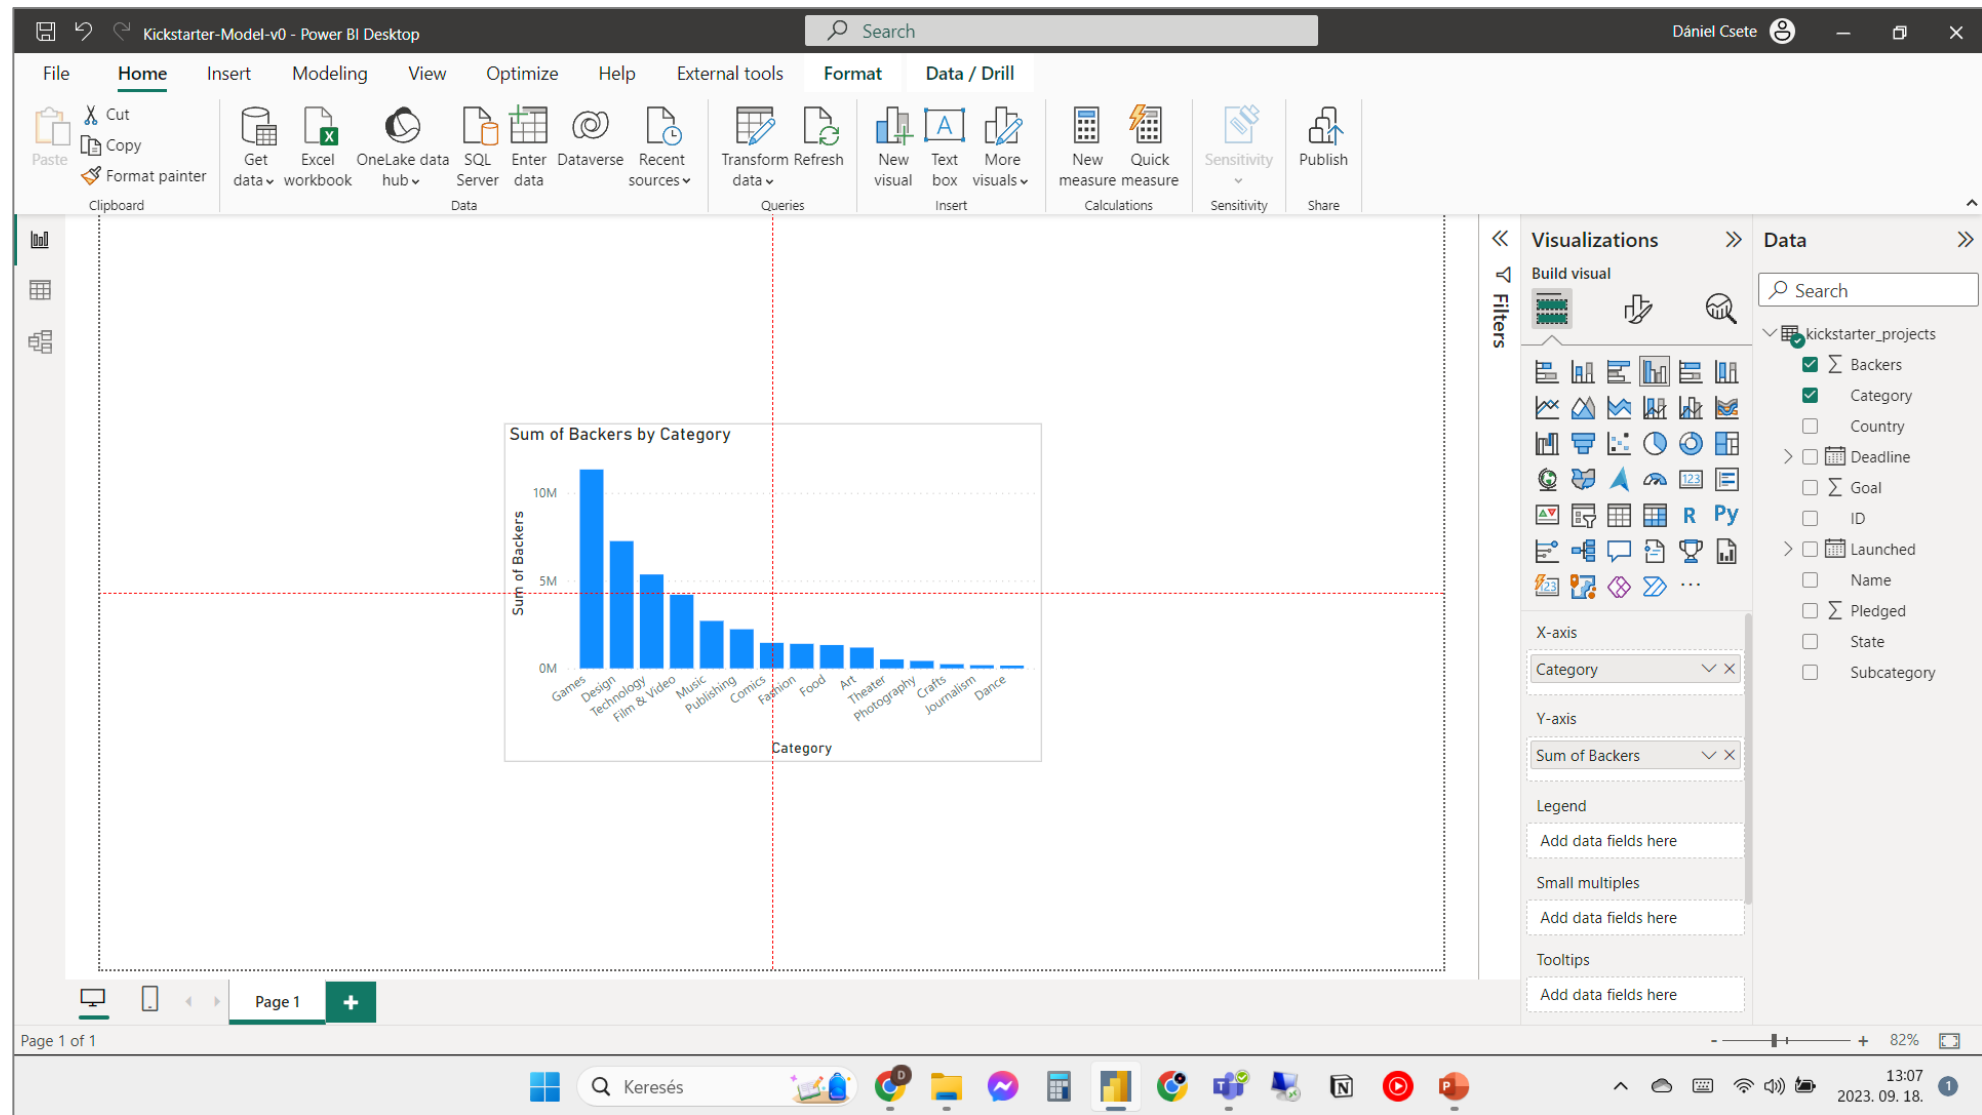 Kickstarter-Model-v0 - Power BI Desktop
Search
Dániel Csete
File
Home
Insert
Modeling
View
Optimize
Help
External tools
Format
Data / Drill
Paste
Cut
Copy
Format painter
Clipboard
Get data
Excel workbook
OneLake data hub
SQL Server
Enter data
Dataverse
Recent sources
Data
Transform data
Refresh
Queries
New visual
Text box
More visuals
Insert
New measure
Quick measure
Calculations
Sensitivity
Sensitivity
Publish
Share
Sum of Backers by Category
Sum of Backers
10M
5M
0M
Games
Design
Technology
Film & Video
Music
Publishing
Comics
Fashion
Food
Art
Theater
Photography
Crafts
Journalism
Dance
Category
Filters
Visualizations
Build visual
123
R
Py
123
X-axis
Category
Y-axis
Sum of Backers
Legend
Add data fields here
Small multiples
Add data fields here
Tooltips
Add data fields here
Data
Search
kickstarter_projects
Backers
Category
Country
Deadline
Goal
ID
Launched
Name
Pledged
State
Subcategory
Page 1
Page 1 of 1
82%
Keresés
D
13:07
2023. 09. 18.
1